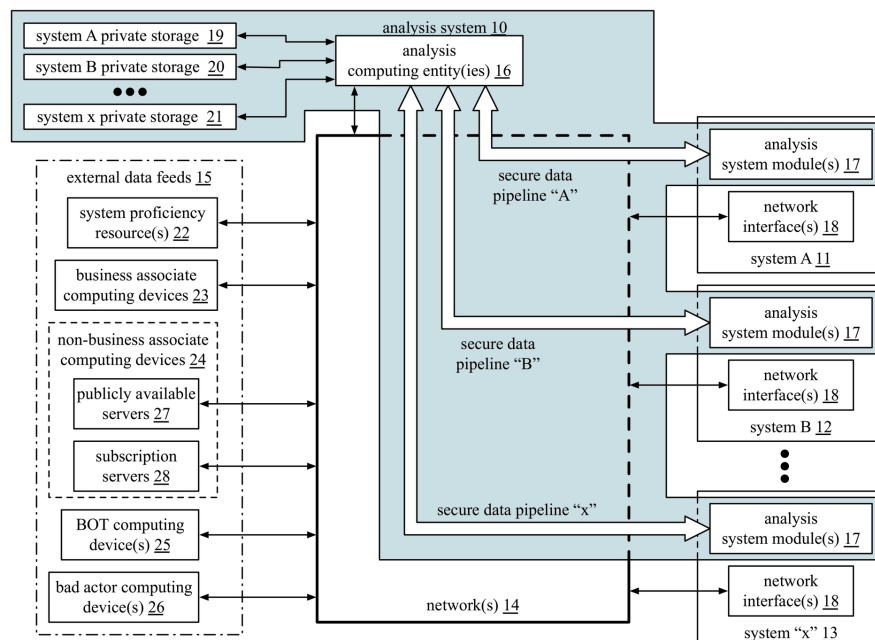 analysis system 10
system A private storage 19
system B private storage 20
system x private storage 21
analysis
computing entity(ies) 16
external data feeds 15
system proficiency
resource(s) 22
business associate
computing devices 23
non-business associate
computing devices 24
publicly available
servers 27
subscription
servers 28
BOT computing
device(s) 25
bad actor computing
device(s) 26
secure data
pipeline “A”
secure data
pipeline “B”
secure data pipeline “x”
network(s) 14
analysis
system module(s) 17
network
interface(s) 18
system A 11
analysis
system module(s) 17
network
interface(s) 18
system B 12
analysis
system module(s) 17
network
interface(s) 18
system “x” 13